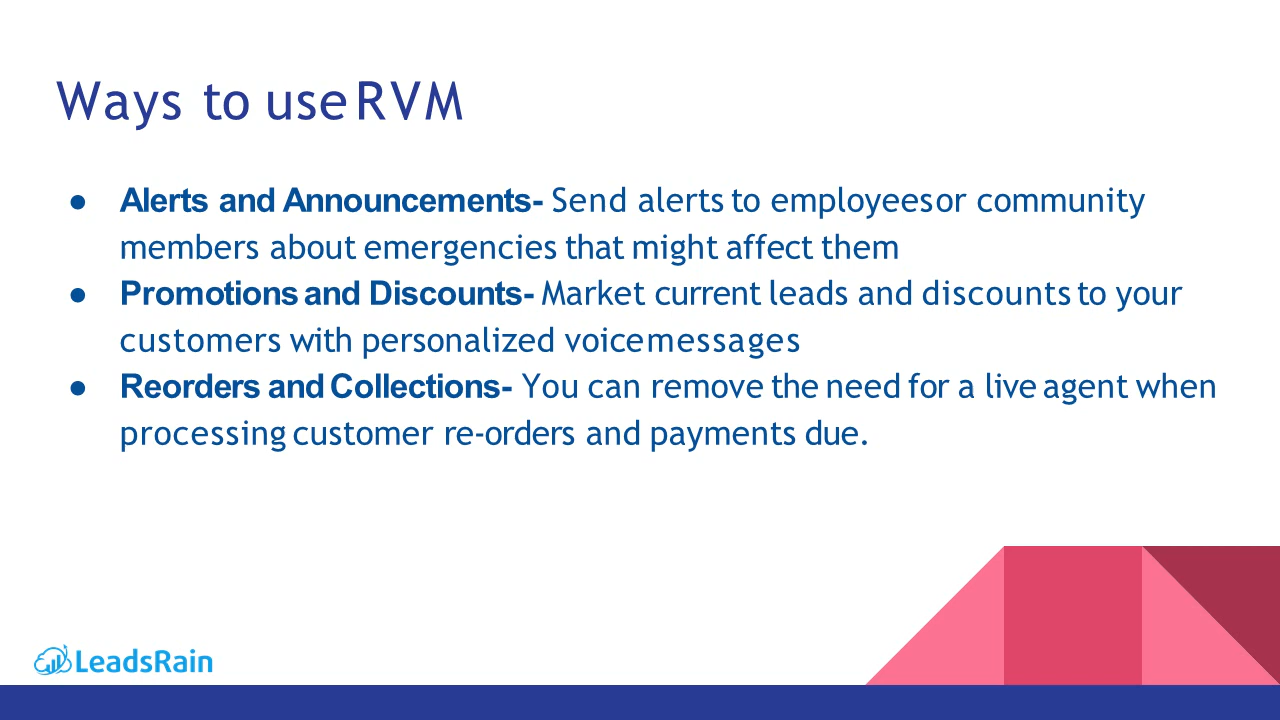 Ways to use RVM
● Alerts and Announcements- Send alerts to employees or community
members about emergencies that might affect them
● Promotions and Discounts- Market current leads and discounts to your
customers with personalized voice messages
● Reorders and Collections- You can remove the need for a live agent when
processing customer re-orders and payments due.
LeadsRain